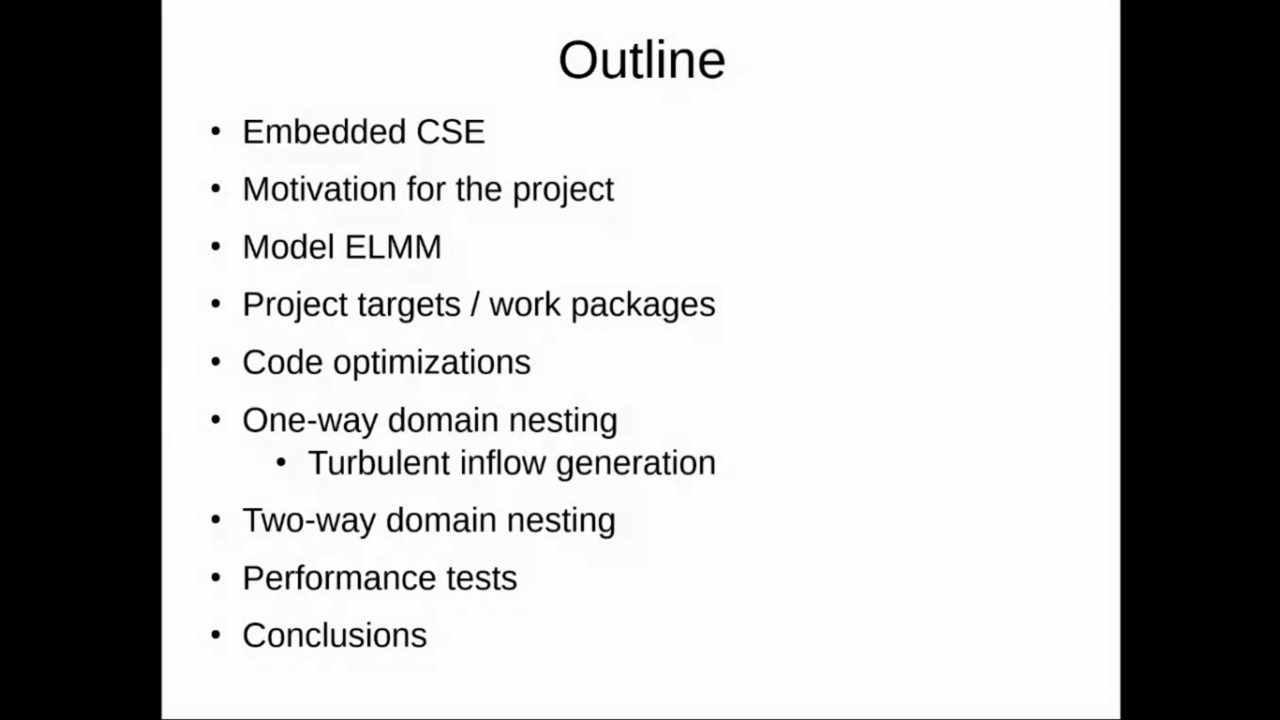 Outline
• Embedded CSE
• Motivation for the project
• Model ELMM
• Project targets / work packages
• Code optimizations
• One-way domain nesting
• Turbulent inflow generation
• Two-way domain nesting
• Performance tests
• Conclusions